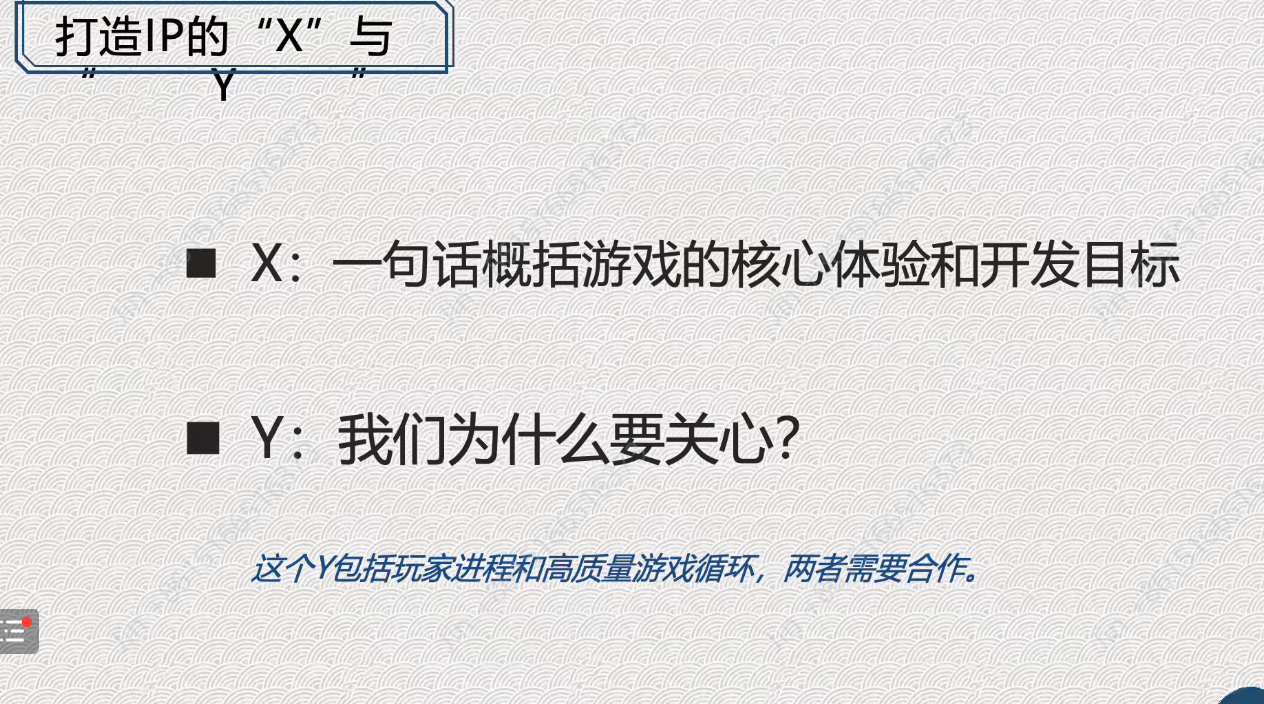 打造IP的“X”与
“Y”
■ X：一句话概括游戏的核心体验和开发目标
■ Y：我们为什么要关心？
这个Y包括玩家进程和高质量游戏循环，两者需要合作。